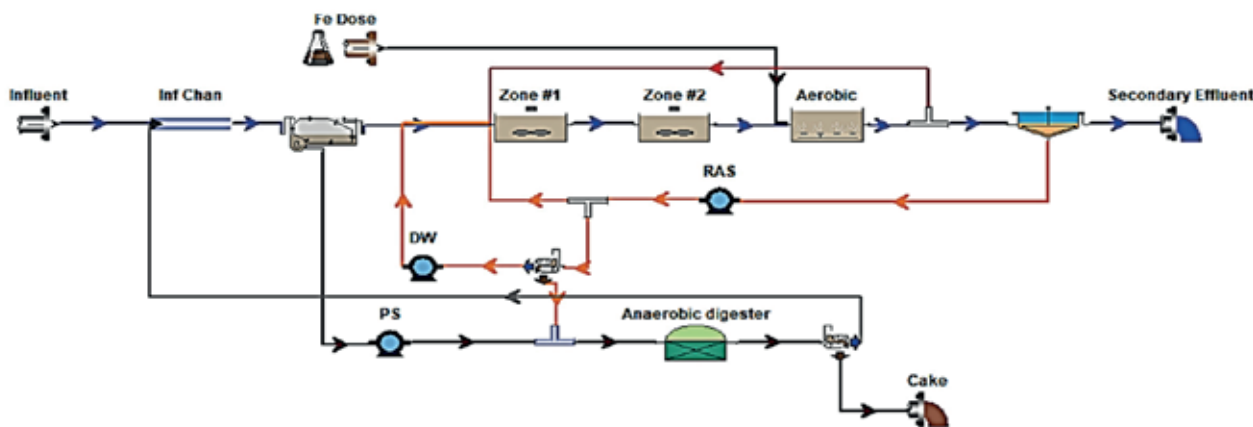 Fe Dose
Influent
Inf Chan
Zone #1
Zone #2
Aerobic
Secondary Effluent
RAS
DW
PS
Anaerobic digester
Cake